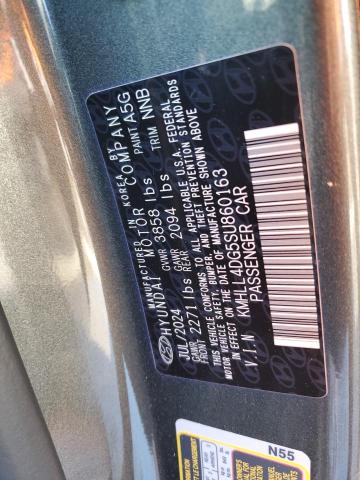 MANUFACTURED IN KOREA BY
HYUNDAI MOTOR COMPANY
JUL/2024 GVWR 3858 lbs PAINT A5G
GAWR FRONT 2271 lbs GAWR REAR 2094 lbs TRIM NNB
THIS VEHICLE CONFORMS TO ALL APPLICABLE U.S.A. FEDERAL
MOTOR VEHICLE SAFETY, BUMPER, AND THEFT PREVENTION STANDARDS
IN EFFECT ON THE DATE OF MANUFACTURE SHOWN ABOVE
KMHLL4DG5SU860163
V.I.N PASSENGER CAR
N55